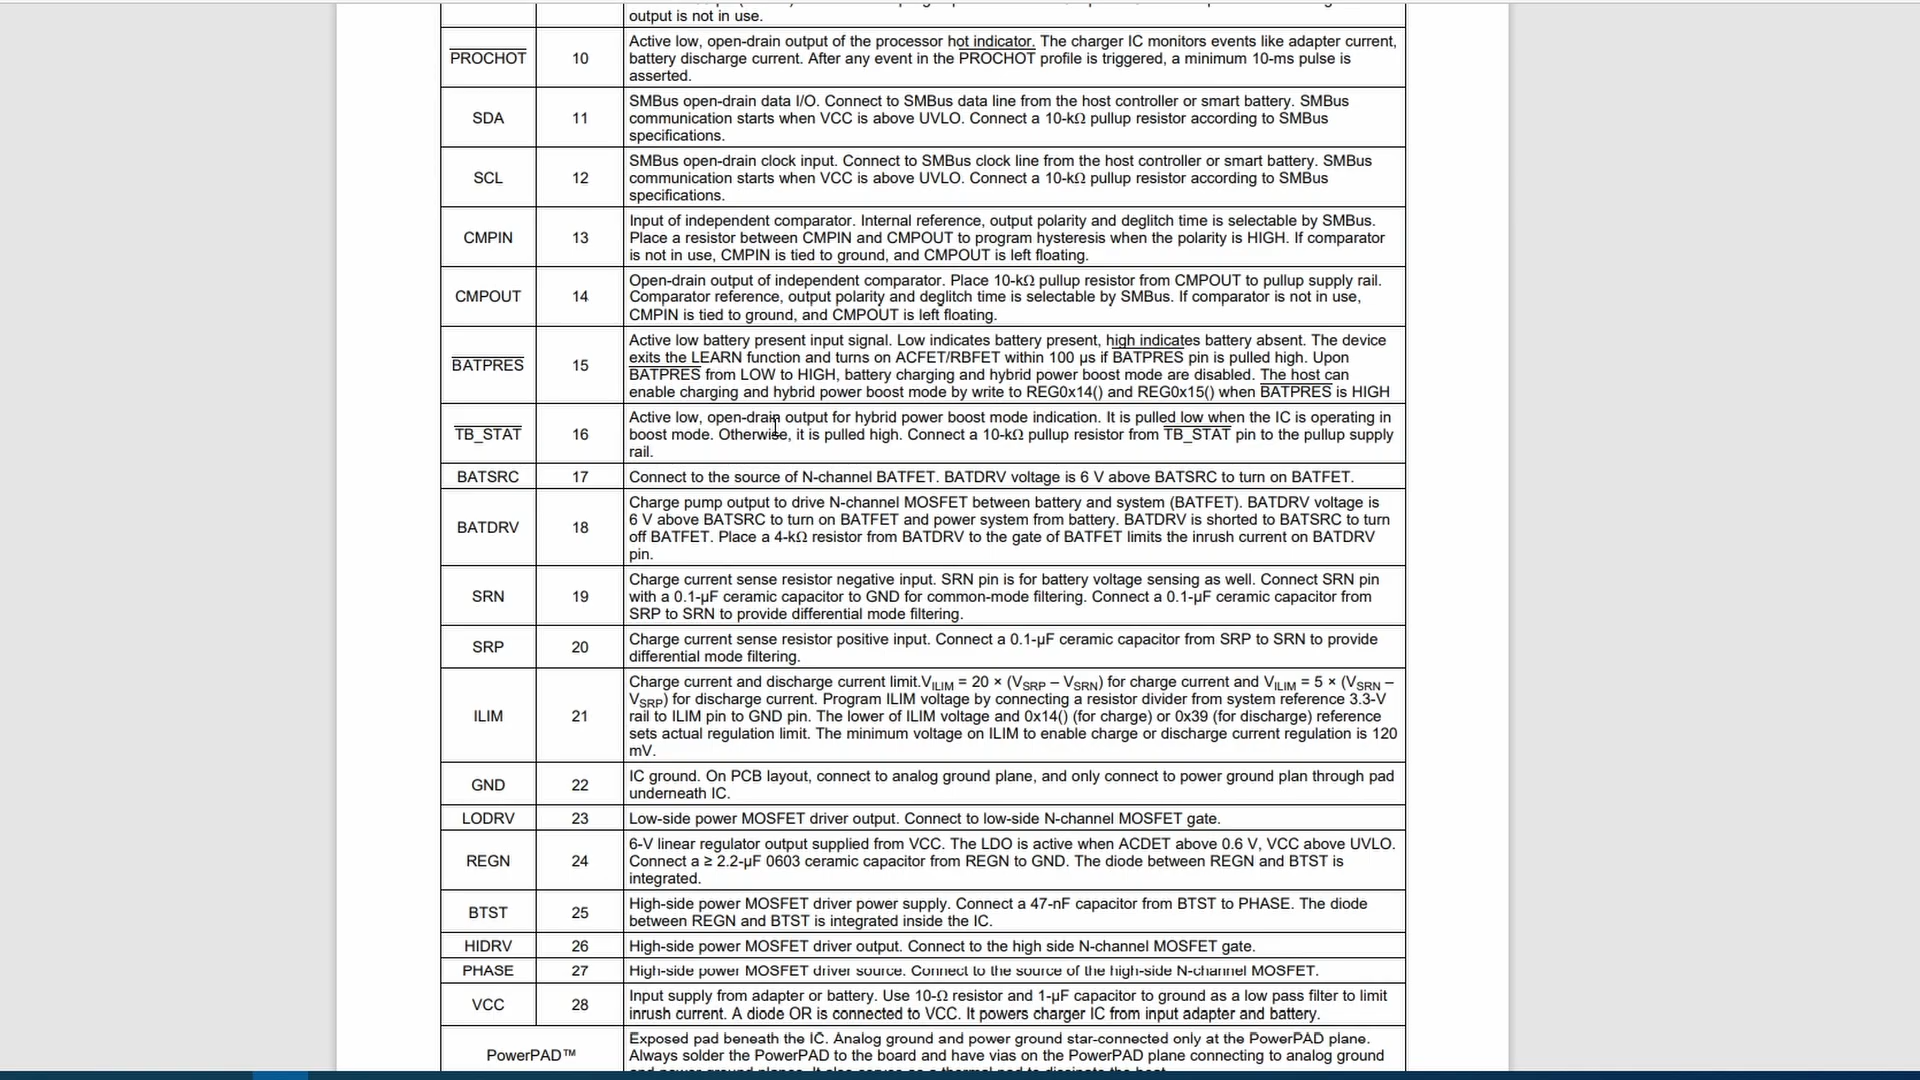 output is not in use.
PROCHOT 10 Active low, open-drain output of the processor hot indicator. The charger IC monitors events like adapter current,
battery discharge current. After any event in the PROCHOT profile is triggered, a minimum 10-ms pulse is
asserted.
SDA 11 SMBus open-drain data I/O. Connect to SMBus data line from the host controller or smart battery. SMBus
communication starts when VCC is above UVLO. Connect a 10-kΩ pullup resistor according to SMBus
specifications.
SCL 12 SMBus open-drain clock input. Connect to SMBus clock line from the host controller or smart battery. SMBus
communication starts when VCC is above UVLO. Connect a 10-kΩ pullup resistor according to SMBus
specifications.
CMPIN 13 Input of independent comparator. Internal reference, output polarity and deglitch time is selectable by SMBus.
Place a resistor between CMPIN and CMPOUT to program hysteresis when the polarity is HIGH. If comparator
is not in use, CMPIN is tied to ground, and CMPOUT is left floating.
CMPOUT 14 Open-drain output of independent comparator. Place 10-kΩ pullup resistor from CMPOUT to pullup supply rail.
Comparator reference, output polarity and deglitch time is selectable by SMBus. If comparator is not in use,
CMPIN is tied to ground, and CMPOUT is left floating.
BATPRES 15 Active low battery present input signal. Low indicates battery present, high indicates battery absent. The device
exits the LEARN function and turns on ACFET/RBFET within 100 µs if BATPRES pin is pulled high. Upon
BATPRES from LOW to HIGH, battery charging and hybrid power boost mode are disabled. The host can
enable charging and hybrid power boost mode by write to REG0x14() and REG0x15() when BATPRES is HIGH
TB_STAT 16 Active low, open-drain output for hybrid power boost mode indication. It is pulled low when the IC is operating in
boost mode. Otherwise, it is pulled high. Connect a 10-kΩ pullup resistor from TB_STAT pin to the pullup supply
rail.
BATSRC 17 Connect to the source of N-channel BATFET. BATDRV voltage is 6 V above BATSRC to turn on BATFET.
BATDRV 18 Charge pump output to drive N-channel MOSFET between battery and system (BATFET). BATDRV voltage is
6 V above BATSRC to turn on BATFET and power system from battery. BATDRV is shorted to BATSRC to turn
off BATFET. Place a 4-kΩ resistor from BATDRV to the gate of BATFET limits the inrush current on BATDRV
pin.
SRN 19 Charge current sense resistor negative input. SRN pin is for battery voltage sensing as well. Connect SRN pin
with a 0.1-µF ceramic capacitor to GND for common-mode filtering. Connect a 0.1-µF ceramic capacitor from
SRP to SRN to provide differential mode filtering.
SRP 20 Charge current sense resistor positive input. Connect a 0.1-µF ceramic capacitor from SRP to SRN to provide
differential mode filtering.
ILIM 21 Charge current and discharge current limit.VILIM = 20 × (VSRP – VSRN) for charge current and VILIM = 5 × (VSRN –
VSRP) for discharge current. Program ILIM voltage by connecting a resistor divider from system reference 3.3-V
rail to ILIM pin to GND pin. The lower of ILIM voltage and 0x14() (for charge) or 0x39 (for discharge) reference
sets actual regulation limit. The minimum voltage on ILIM to enable charge or discharge current regulation is 120
mV.
GND 22 IC ground. On PCB layout, connect to analog ground plane, and only connect to power ground plan through pad
underneath IC.
LODRV 23 Low-side power MOSFET driver output. Connect to low-side N-channel MOSFET gate.
REGN 24 6-V linear regulator output supplied from VCC. The LDO is active when ACDET above 0.6 V, VCC above UVLO.
Connect a ≥ 2.2-µF 0603 ceramic capacitor from REGN to GND. The diode between REGN and BTST is
integrated.
BTST 25 High-side power MOSFET driver power supply. Connect a 47-nF capacitor from BTST to PHASE. The diode
between REGN and BTST is integrated inside the IC.
HIDRV 26 High-side power MOSFET driver output. Connect to the high side N-channel MOSFET gate.
PHASE 27 High-side power MOSFET driver source. Connect to the source of the high-side N-channel MOSFET.
VCC 28 Input supply from adapter or battery. Use 10-Ω resistor and 1-µF capacitor to ground as a low pass filter to limit
inrush current. A diode OR is connected to VCC. It powers charger IC from input adapter and battery.
PowerPAD™ Exposed pad beneath the IC. Analog ground and power ground star-connected only at the PowerPAD plane.
Always solder the PowerPAD to the board and have vias on the PowerPAD plane connecting to analog ground